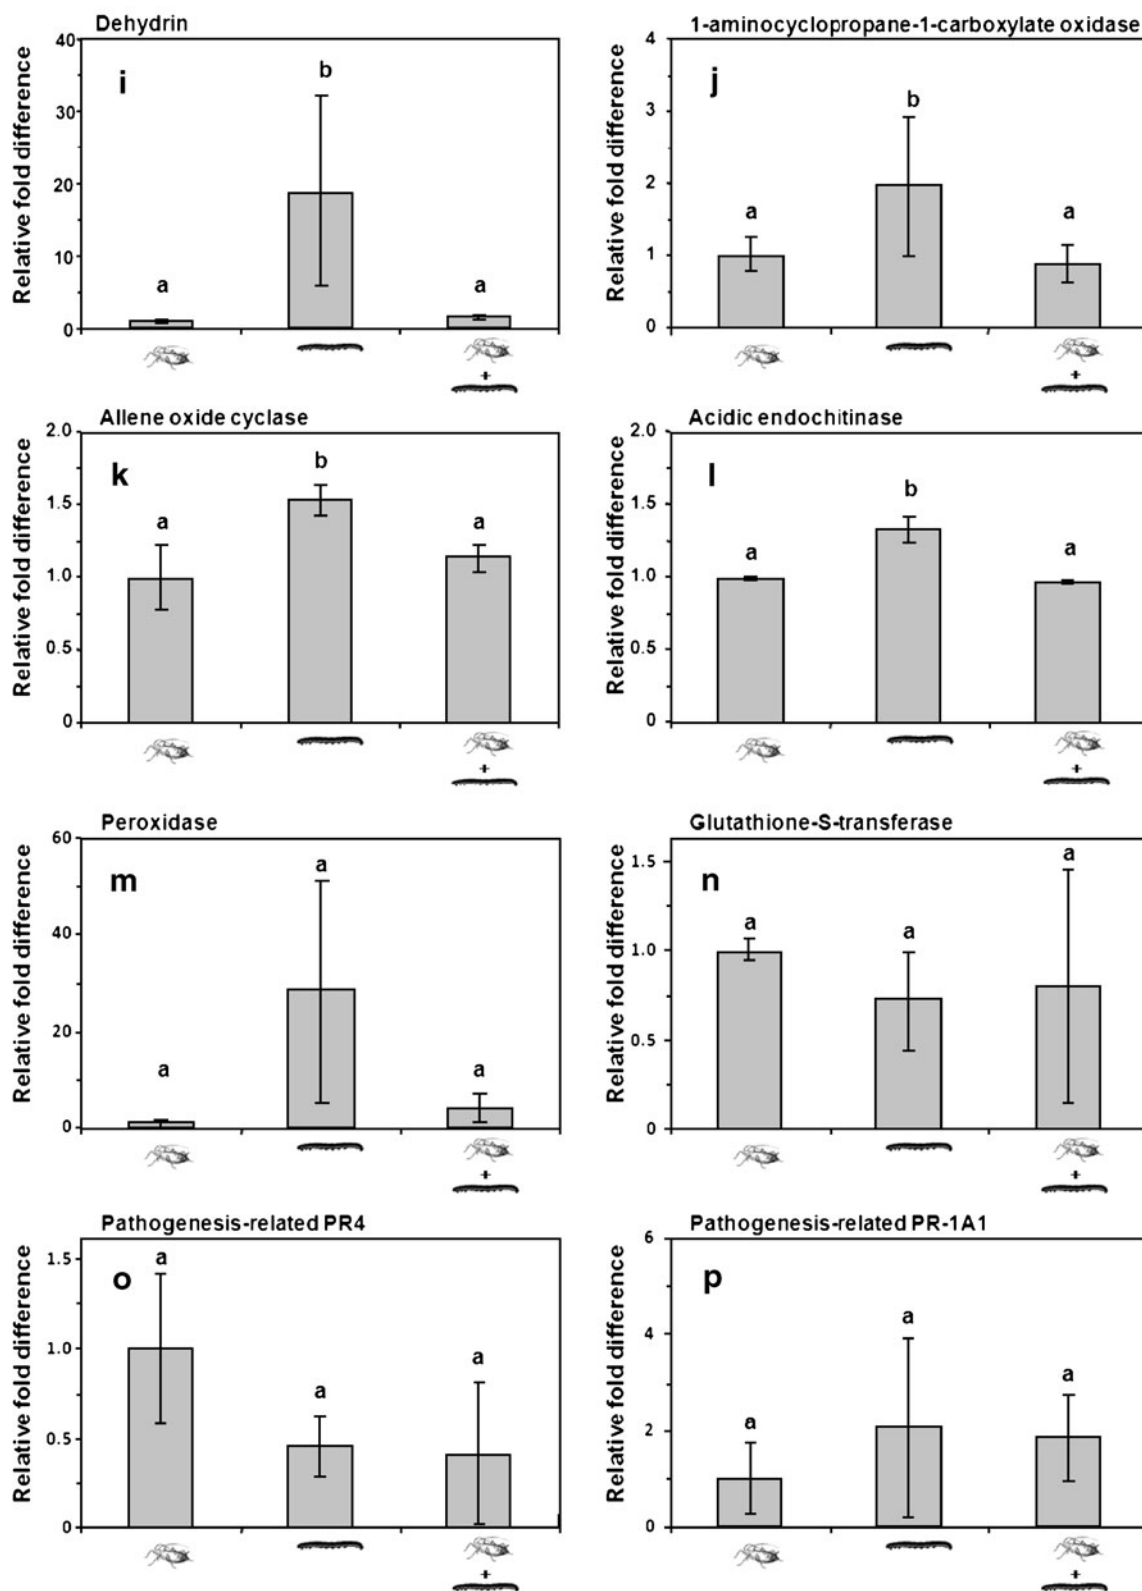 Dehydrin
Relative fold difference
40
30
20
10
0
i
a
b
a
+
1-aminocyclopropane-1-carboxylate oxidase
Relative fold difference
4
3
2
1
0
j
a
b
a
+
Allene oxide cyclase
Relative fold difference
2.0
1.5
1.0
0.5
0
k
a
b
a
+
Acidic endochitinase
Relative fold difference
2.0
1.5
1.0
0.5
0
l
a
b
a
+
Peroxidase
Relative fold difference
60
40
20
0
m
a
a
a
+
Glutathione-S-transferase
Relative fold difference
1.5
1.0
0.5
0
n
a
a
a
+
Pathogenesis-related PR4
Relative fold difference
1.5
1.0
0.5
0
o
a
a
a
+
Pathogenesis-related PR-1A1
Relative fold difference
6
4
2
0
p
a
a
a
+